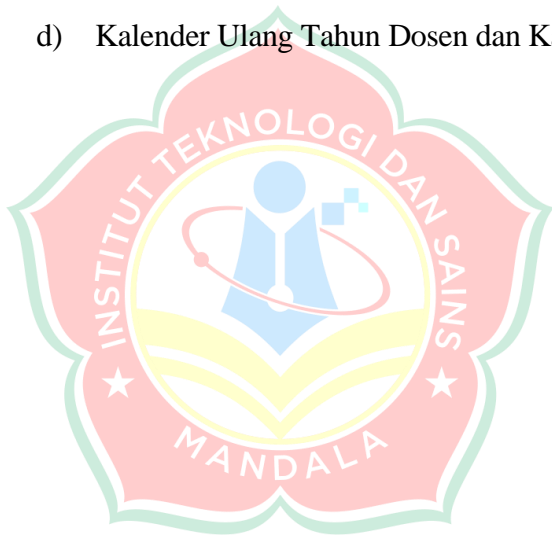 d) Kalender Ulang Tahun Dosen dan K
INSTITUT TEKNOLOGI DAN SAINS
MANDALA